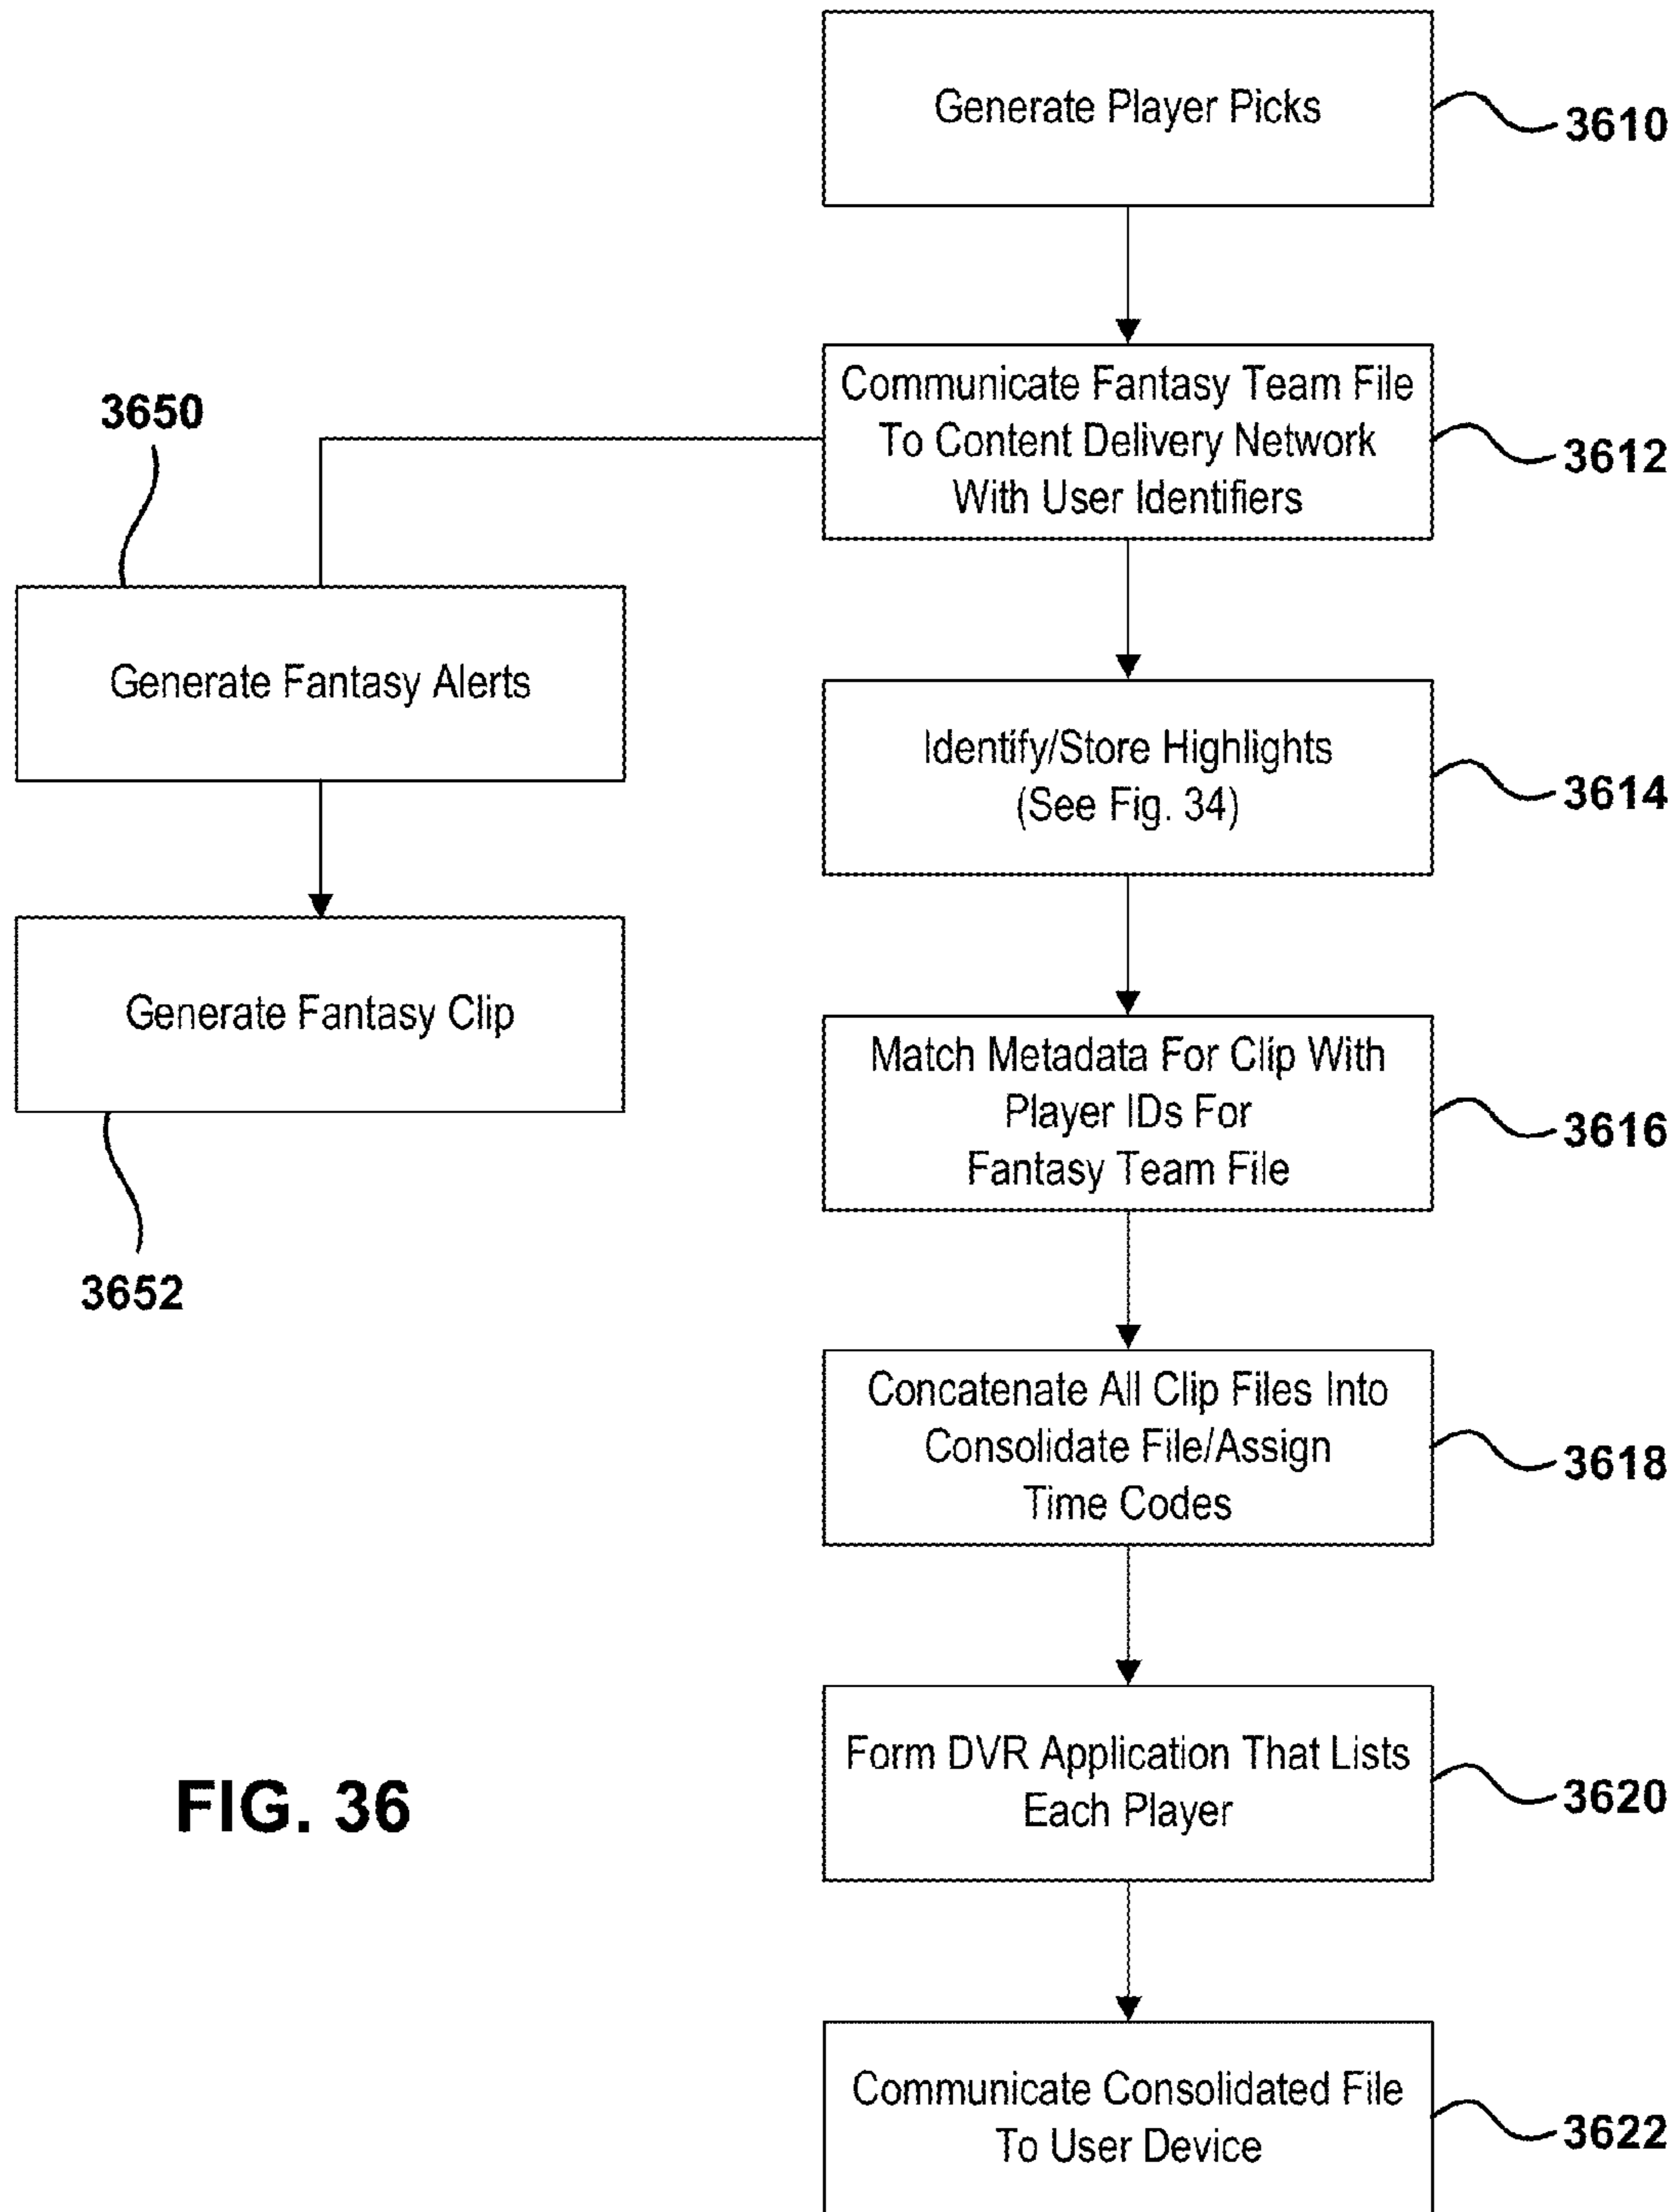 Generate Player Picks
3610
Communicate Fantasy Team File
To Content Delivery Network
With User Identifiers
3612
3650
Generate Fantasy Alerts
Identify/Store Highlights
(See Fig. 34)
3614
Generate Fantasy Clip
3652
Match Metadata For Clip With
Player IDs For
Fantasy Team File
3616
Concatenate All Clip Files Into
Consolidate File/Assign
Time Codes
3618
Form DVR Application That Lists
Each Player
3620
FIG. 36
Communicate Consolidated File
To User Device
3622